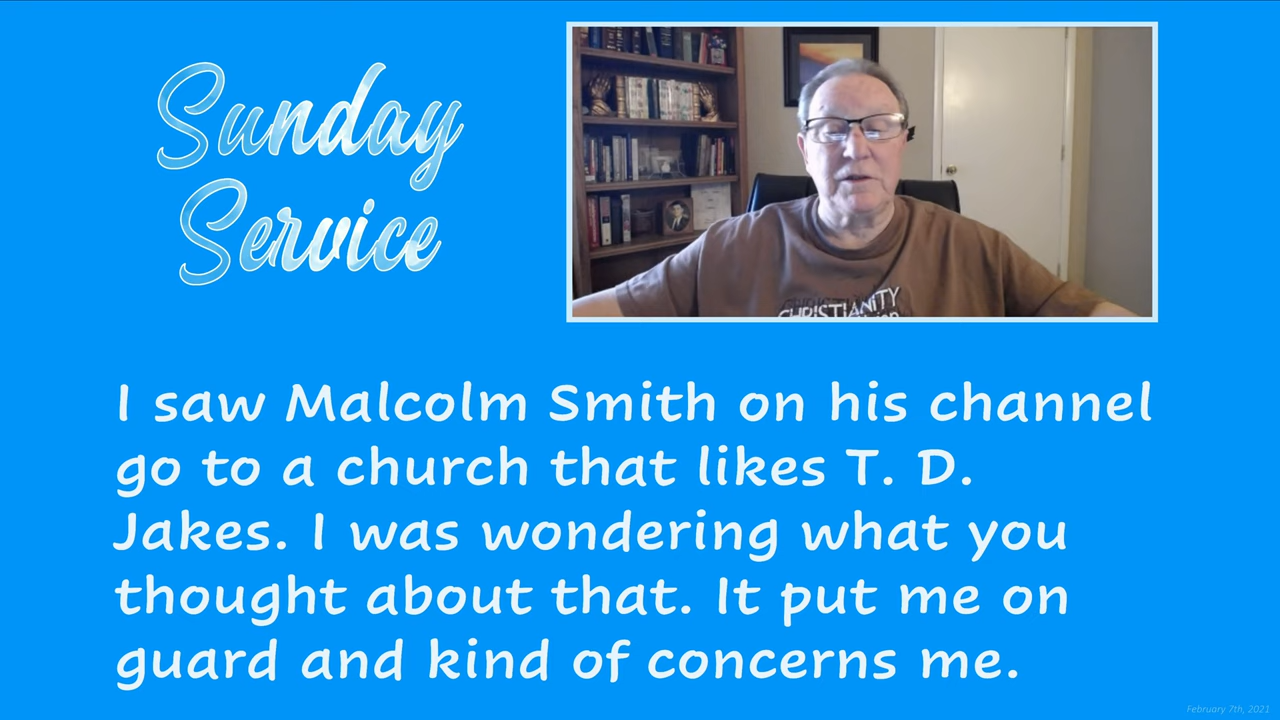 Sunday
Service
CHRISTIANITY
I saw Malcolm Smith on his channel
go to a church that likes T. D.
Jakes. I was wondering what you
thought about that. It put me on
guard and kind of concerns me.
February 7th, 2021